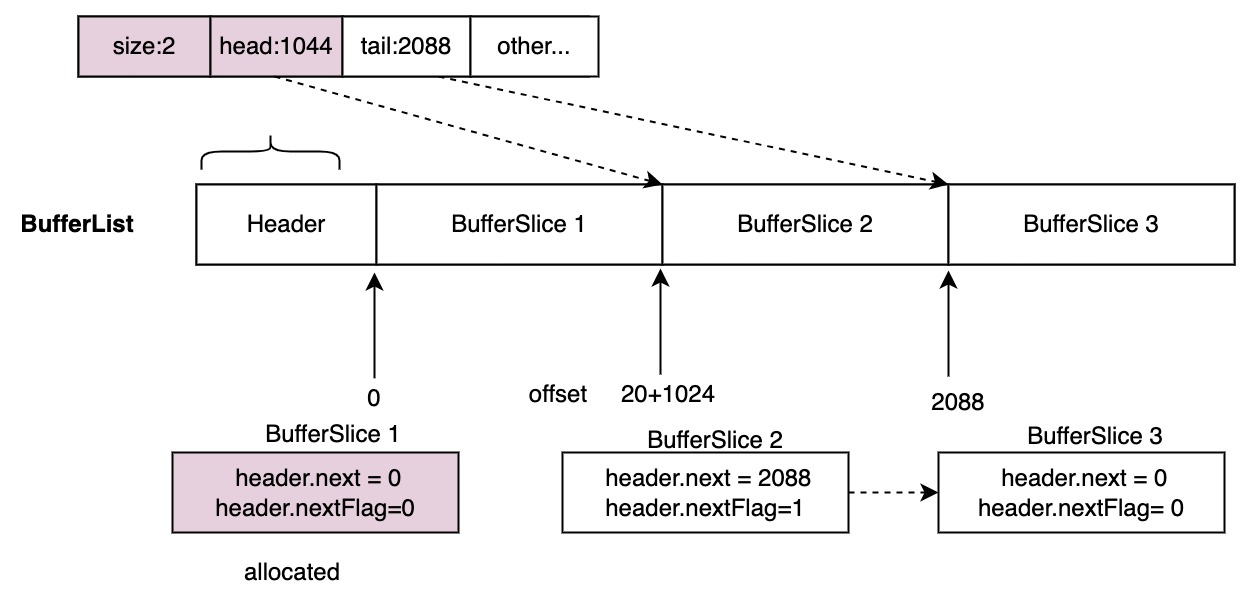 size:2 head:1044 tail:2088 other...
BufferList Header BufferSlice 1 BufferSlice 2 BufferSlice 3
0 offset 20+1024 2088
BufferSlice 1 BufferSlice 2 BufferSlice 3
header.next = 0 header.next = 2088 header.next = 0
header.nextFlag=0 header.nextFlag=1 header.nextFlag= 0
allocated